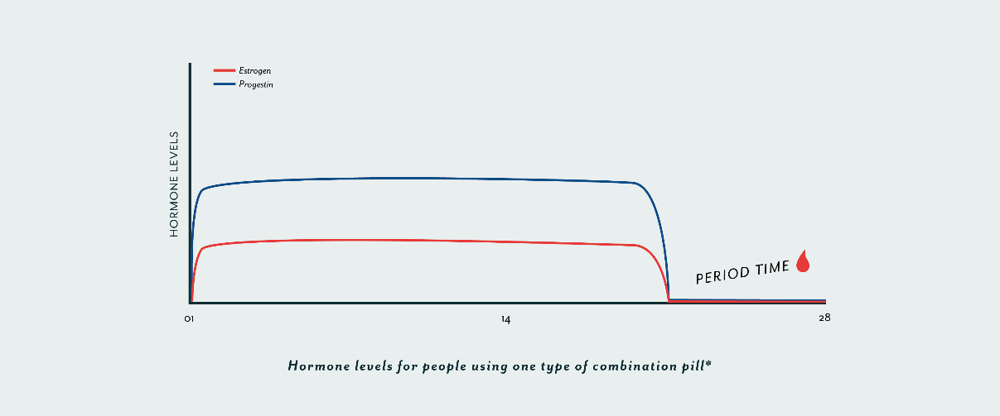 Estrogen
Progestin
HORMONE LEVELS
PERIOD TIME
01
14
28
Hormone levels for people using one type of combination pill*